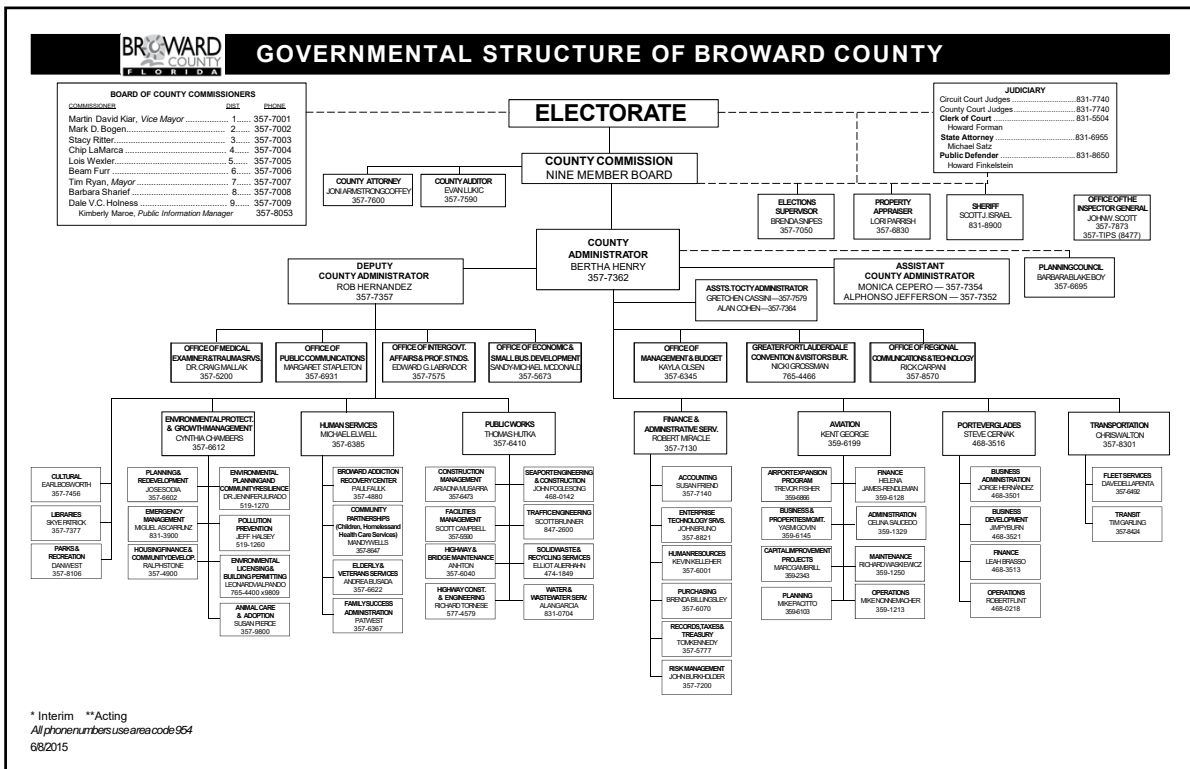 BROWARD
COUNTY
FLORIDA
GOVERNMENTAL STRUCTURE OF BROWARD COUNTY
BOARD OF COUNTY COMMISSIONERS
COMMISSIONER DIST PHONE
Martin David Kiar, Vice Mayor .................. 1...... 357-7001
Mark D. Bogen.......................................... 2...... 357-7002
Stacy Ritter................................................ 3...... 357-7003
Chip LaMarca ........................................... 4...... 357-7004
Lois Wexler................................................ 5...... 357-7005
Beam Furr ................................................. 6...... 357-7006
Tim Ryan, Mayor ...................................... 7...... 357-7007
Barbara Sharief ........................................ 8...... 357-7008
Dale V.C. Holness ..................................... 9...... 357-7009
Kimberly Maroe, Public Information Manager 357-8053
ELECTORATE
JUDICIARY
Circuit Court Judges ..............................831-7740
County Court Judges .............................831-7740
Clerk of Court .......................................831-5504
Howard Forman
State Attorney ......................................831-6955
Michael Satz
Public Defender ....................................831-8650
Howard Finkelstein
COUNTY COMMISSION
NINE MEMBER BOARD
COUNTY ATTORNEY
JONI ARMSTRONG COFFEY
357-7600
COUNTY AUDITOR
EVAN LUKIC
357-7590
ELECTIONS
SUPERVISOR
BRENDA SNIPES
357-7050
PROPERTY
APPRAISER
LORI PARRISH
357-6830
SHERIFF
SCOTT J. ISRAEL
831-8900
OFFICE OF THE
INSPECTOR GENERAL
JOHN W. SCOTT
357-7873
357-TIPS (8477)
COUNTY
ADMINISTRATOR
BERTHA HENRY
357-7362
DEPUTY
COUNTY ADMINISTRATOR
ROB HERNANDEZ
357-7357
ASSISTANT
COUNTY ADMINISTRATOR
MONICA CEPERO — 357-7354
ALPHONSO JEFFERSON — 357-7352
PLANNING COUNCIL
BARBARA BLAKE BOY
357-6695
ASSTS. TO CTY ADMINISTRATOR
GRETCHEN CASSINI—357-7579
ALAN COHEN—357-7364
OFFICE OF MEDICAL
EXAMINER & TRAUMA SRVS.
DR. CRAIG MALLAK
357-5200
OFFICE OF
PUBLIC COMMUNICATIONS
MARGARET STAPLETON
357-6931
OFFICE OF INTERGOVT.
AFFAIRS & PROF. STNDS.
EDWARD G. LABRADOR
357-7575
OFFICE OF ECONOMIC &
SMALL BUS. DEVELOPMENT
SANDY-MICHAEL MCDONALD
357-5673
OFFICE OF
MANAGEMENT & BUDGET
KAYLA OLSEN
357-6345
GREATER FORT LAUDERDALE
CONVENTION & VISITORS BUR.
NICKI GROSSMAN
765-4466
OFFICE OF REGIONAL
COMMUNICATIONS & TECHNOLOGY
RICK CARPANI
357-8570
ENVIRONMENTAL PROTECT.
& GROWTH MANAGEMENT
CYNTHIA CHAMBERS
357-6612
HUMAN SERVICES
MICHAEL ELWELL
357-6385
PUBLIC WORKS
THOMAS HUTKA
357-6410
FINANCE &
ADMINISTRATIVE SERV.
ROBERT MIRACLE
357-7130
AVIATION
KENT GEORGE
359-6199
PORT EVERGLADES
STEVE CERNAK
468-3516
TRANSPORTATION
CHRIS WALTON
357-8301
CULTURAL
EARL BOSWORTH
357-7456
LIBRARIES
SKYE PATRICK
357-7377
PARKS &
RECREATION
DAN WEST
357-8106
PLANNING &
REDEVELOPMENT
JOSE SODIA
357-6602
EMERGENCY
MANAGEMENT
MIGUEL ASCARRUNZ
831-3900
HOUSING FINANCE &
COMMUNITY DEVELOP.
RALPH STONE
357-4900
ENVIRONMENTAL
PLANNING AND
COMMUNITY RESILIENCE
DR JENNIFER JURADO
519-1270
POLLUTION
PREVENTION
JEFF HALSEY
519-1260
ENVIRONMENTAL
LICENSING &
BUILDING PERMITTING
LEONARD VIALPANDO
765-4400 x9809
ANIMAL CARE
& ADOPTION
SUSAN PIERCE
357-9800
BROWARD ADDICTION
RECOVERY CENTER
PAUL FAULK
357-4880
COMMUNITY
PARTNERSHIPS
(Children, Homeless and
Health Care Services)
MANDY WELLS
357-8647
ELDERLY &
VETERANS SERVICES
ANDREA BUSADA
357-6622
FAMILY SUCCESS
ADMINISTRATION
PAT WEST
357-6367
CONSTRUCTION
MANAGEMENT
ARIADNA MUSARRA
357-6473
FACILITIES
MANAGEMENT
SCOTT CAMPBELL
357-5590
HIGHWAY &
BRIDGE MAINTENANCE
ANH TON
357-6040
HIGHWAY CONST.
& ENGINEERING
RICHARD TORNESE
577-4579
SEAPORT ENGINEERING
& CONSTRUCTION
JOHN FOGLESONG
468-0142
TRAFFIC ENGINEERING
SCOTT BRUNNER
847-2600
SOLID WASTE &
RECYCLING SERVICES
ELLIOT AUERHAHN
474-1849
WATER &
WASTEWATER SERV.
ALAN GARCIA
831-0704
ACCOUNTING
SUSAN FRIEND
357-7140
ENTERPRISE
TECHNOLOGY SRVS.
JOHN BRUNO
357-8821
HUMAN RESOURCES
KEVIN KELLEHER
357-6001
PURCHASING
BRENDA BILLINGSLEY
357-6070
RECORDS, TAXES &
TREASURY
TOM KENNEDY
357-5777
RISK MANAGEMENT
JOHN BURKHOLDER
357-7200
AIRPORT EXPANSION
PROGRAM
TREVOR FISHER
359-6866
BUSINESS &
PROPERTIES MGMT.
YASMI GOVIN
359-6145
CAPITAL IMPROVEMENT
PROJECTS
MARC GAMBRILL
359-2343
PLANNING
MIKE PACITTO
359-6103
FINANCE
HELENA
JAMES-RENDLEMAN
359-6128
ADMINISTRATION
CELINA SAUCEDO
359-1329
MAINTENANCE
RICHARD WASKIEWICZ
359-1250
OPERATIONS
MIKE NONNEMACHER
359-1213
BUSINESS
ADMINISTRATION
JORGE HERNÁNDEZ
468-3501
BUSINESS
DEVELOPMENT
JIM PYBURN
468-3521
FINANCE
LEAH BRASSO
468-3513
OPERATIONS
ROBERT FLINT
468-0218
FLEET SERVICES
DAVE DELLAPENTA
357-6492
TRANSIT
TIM GARLING
357-8424
* Interim **Acting
All phone numbers use area code 954
6/8/2015